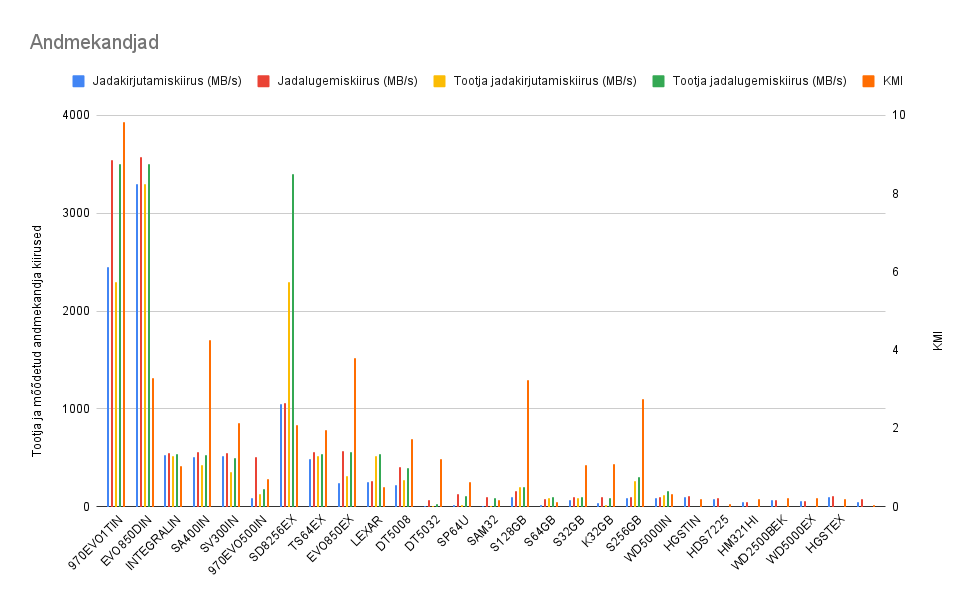 Andmekandjad
Jadakirjutamiskiirus (MB/s)
Jadalugemiskiirus (MB/s)
Tootja jadakirjutamiskiirus (MB/s)
Tootja jadalugemiskiirus (MB/s)
KMI
Tootja ja mõõdetud andmekandja kiirused
4000
3000
2000
1000
0
10
8
6
4
2
0
KMI
970EVO1TIN
EVO850DIN
INTEGRALIN
SA400IN
SV300IN
970EVO500IN
SD8256EX
TS64EX
EVO850EX
LEXAR
DT5008
DT5032
SP64U
SAM32
S128GB
S64GB
S32GB
K32GB
S256GB
WD5000IN
HGSTIN
HDS7225
HM321HI
WD2500BEK
WD5000EX
HGSTEX